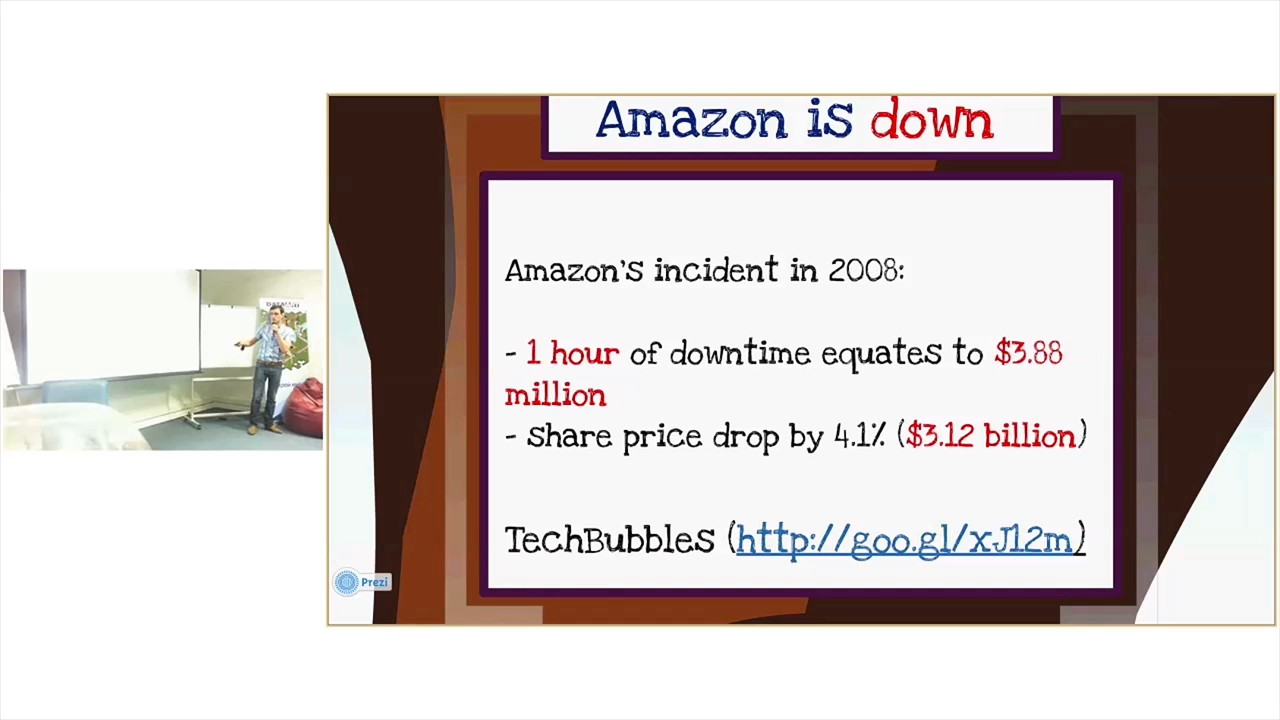 Amazon is down
Amazon's incident in 2008:
- 1 hour of downtime equates to $3.88
million
- share price drop by 4.1% ($3.12 billion)
TechBubbles (http://goo.gl/xJ12m)
Prezi